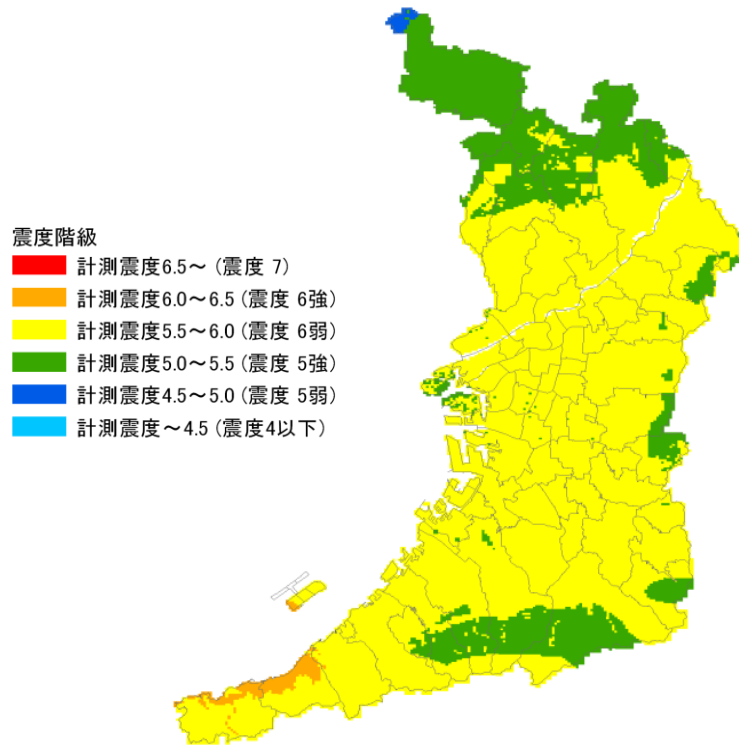 震度階級
計測震度6.5～ (震度 7)
計測震度6.0～6.5 (震度 6強)
計測震度5.5～6.0 (震度 6弱)
計測震度5.0～5.5 (震度 5強)
計測震度4.5～5.0 (震度 5弱)
計測震度～4.5 (震度4以下)